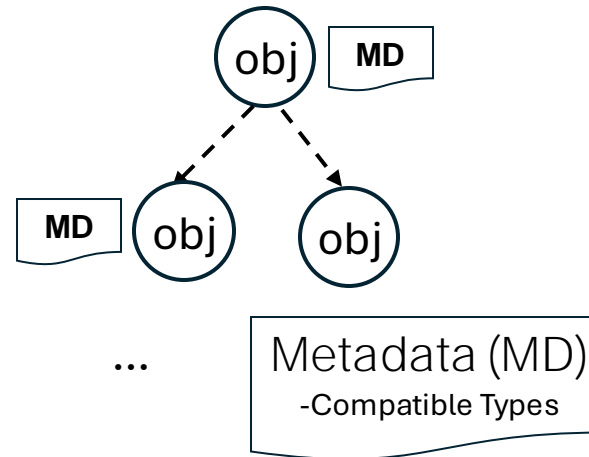 obj MD
MD obj obj
...
Metadata (MD)
-Compatible Types